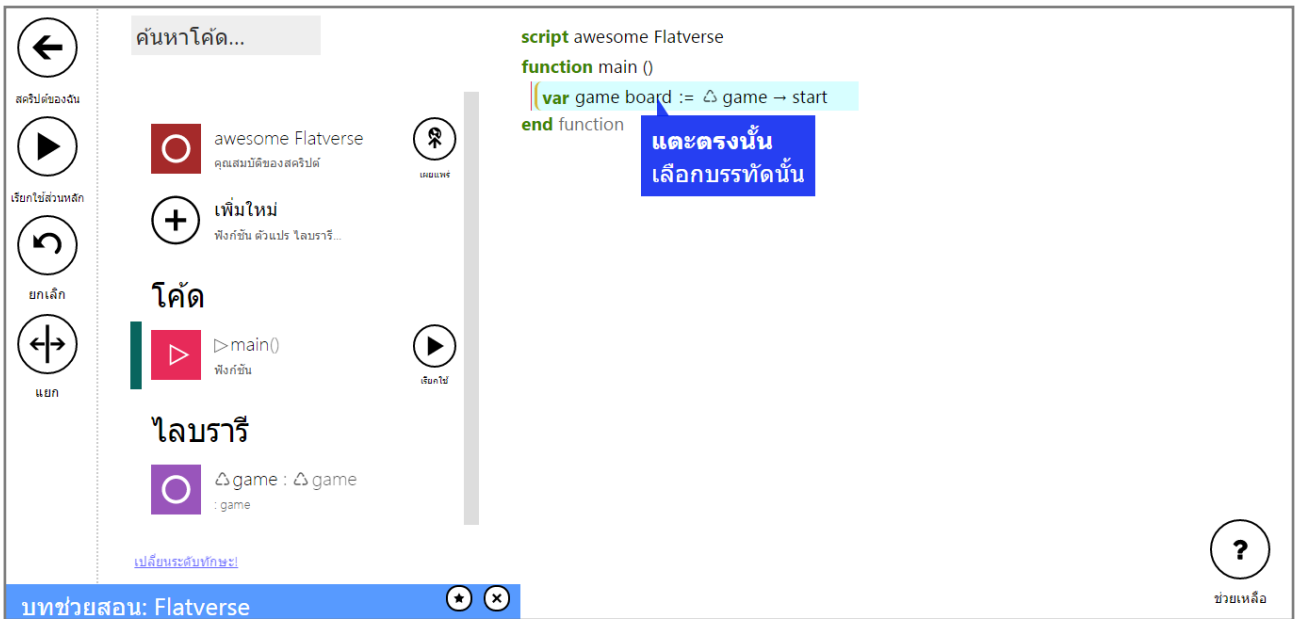 สคริปต์ของฉัน
เรียกใช้ส่วนหลัก
ยกเลิก
แยก
ค้นหาโค้ด...
awesome Flatverse
คุณสมบัติของสคริปต์
เผยแพร่
เพิ่มใหม่
ฟังก์ชัน ตัวแปร ไลบรารี...
โค้ด
▷main()
ฟังก์ชัน
เรียกใช้
ไลบรารี
♺game : ♺game
: game
เปลี่ยนระดับทักษะ!
บทช่วยสอน: Flatverse
script awesome Flatverse
function main ()
var game board := ♺ game → start
end function
แตะตรงนั้น
เลือกบรรทัดนั้น
?
ช่วยเหลือ